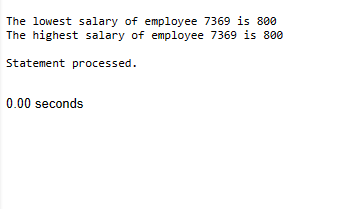 The lowest salary of employee 7369 is 800
The highest salary of employee 7369 is 800
Statement processed.
0.00 seconds